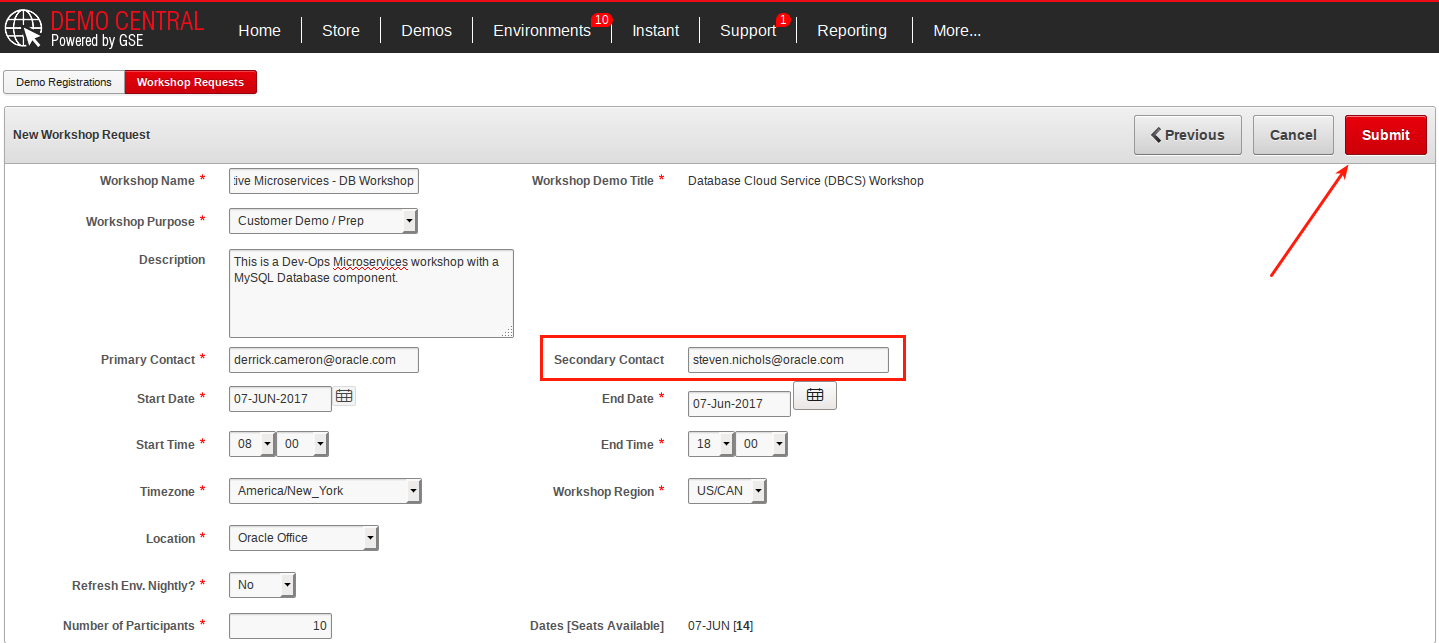 DEMO CENTRAL
Powered by GSE
Home Store Demos Environments 10 Instant Support 1 Reporting More...
Demo Registrations Workshop Requests
New Workshop Request Previous Cancel Submit
Workshop Name * tive Microservices - DB Workshop Workshop Demo Title * Database Cloud Service (DBCS) Workshop
Workshop Purpose * Customer Demo / Prep
Description This is a Dev-Ops Microservices workshop with a
MySQL Database component.
Primary Contact * derrick.cameron@oracle.com Secondary Contact steven.nichols@oracle.com
Start Date * 07-JUN-2017 End Date * 07-Jun-2017
Start Time * 08 00 End Time * 18 00
Timezone * America/New_York Workshop Region * US/CAN
Location * Oracle Office
Refresh Env. Nightly? * No
Number of Participants * 10 Dates [Seats Available] 07-JUN [14]